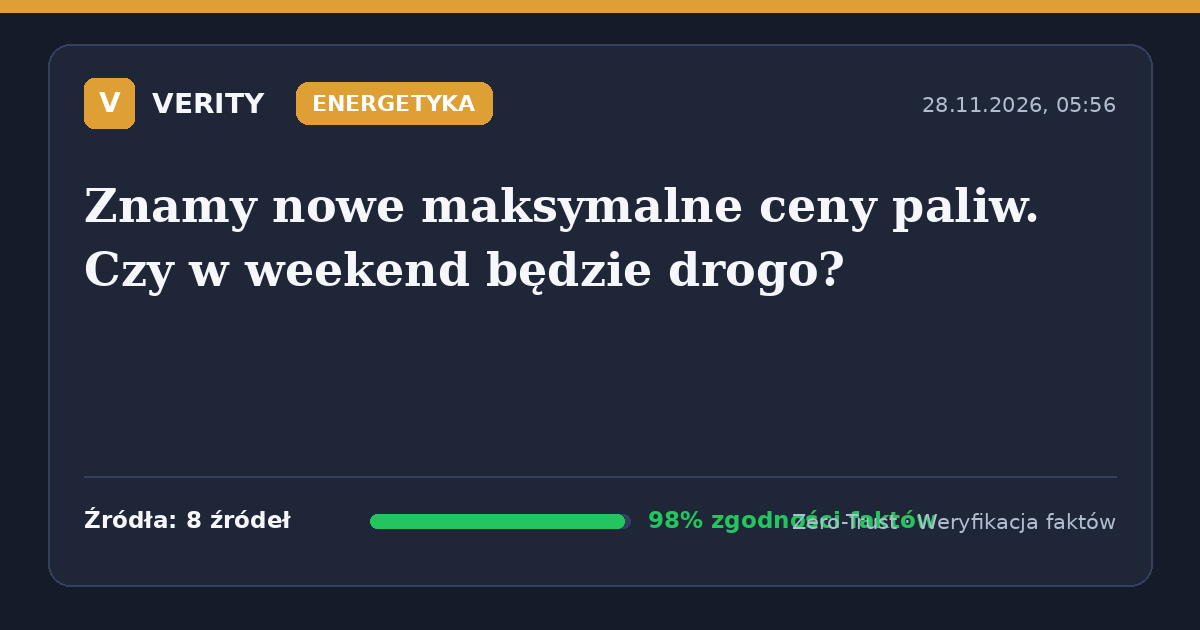 V VERITY ENERGETYKA 28.11.2026, 05:56
Znamy nowe maksymalne ceny paliw.
Czy w weekend będzie drogo?
Źródła: 8 źródeł 98% zgodności faktów Zero-Trust · Weryfikacja faktów